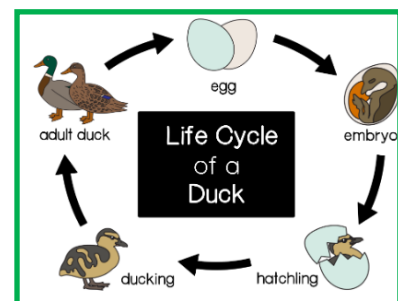 egg
adult duck
embryo
Life Cycle
of a
Duck
ducking
hatchling